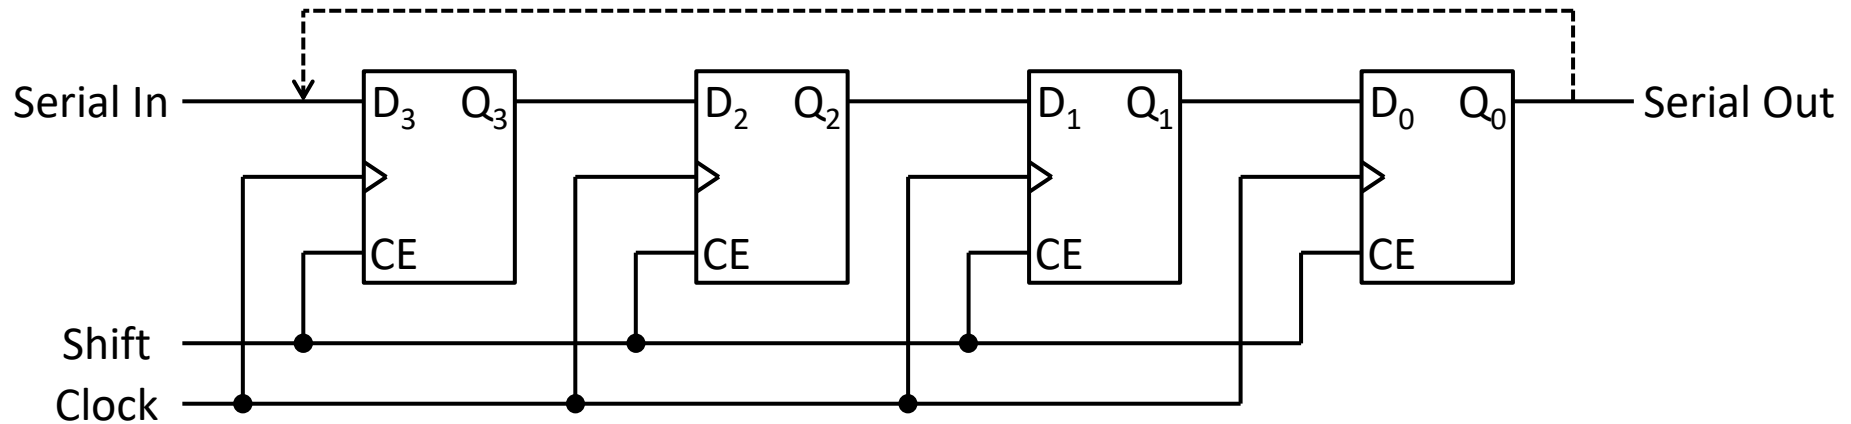 Serial In
D₃ Q₃
D₂ Q₂
D₁ Q₁
D₀ Q₀
Serial Out
CE
CE
CE
CE
Shift
Clock